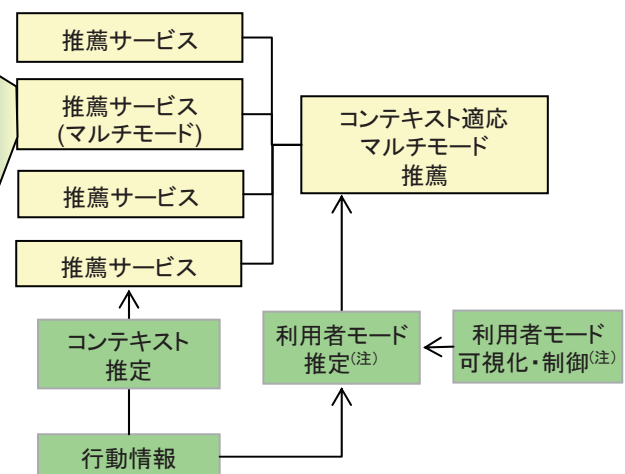 推薦サービス
推薦サービス
(マルチモード)
推薦サービス
推薦サービス
コンテキスト適応
マルチモード
推薦
コンテキスト
推定
利用者モード
推定(注)
利用者モード
可視化・制御(注)
行動情報